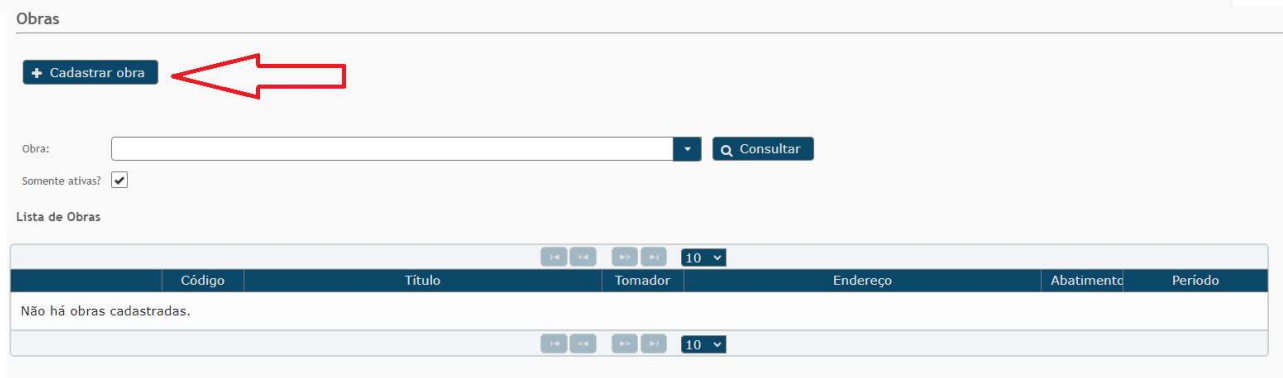 Obras
+ Cadastrar obra
Obra:
Consultar
Somente ativas?
Lista de Obras
10
Código Título Tomador Endereço Abatimento Período
Não há obras cadastradas.
10